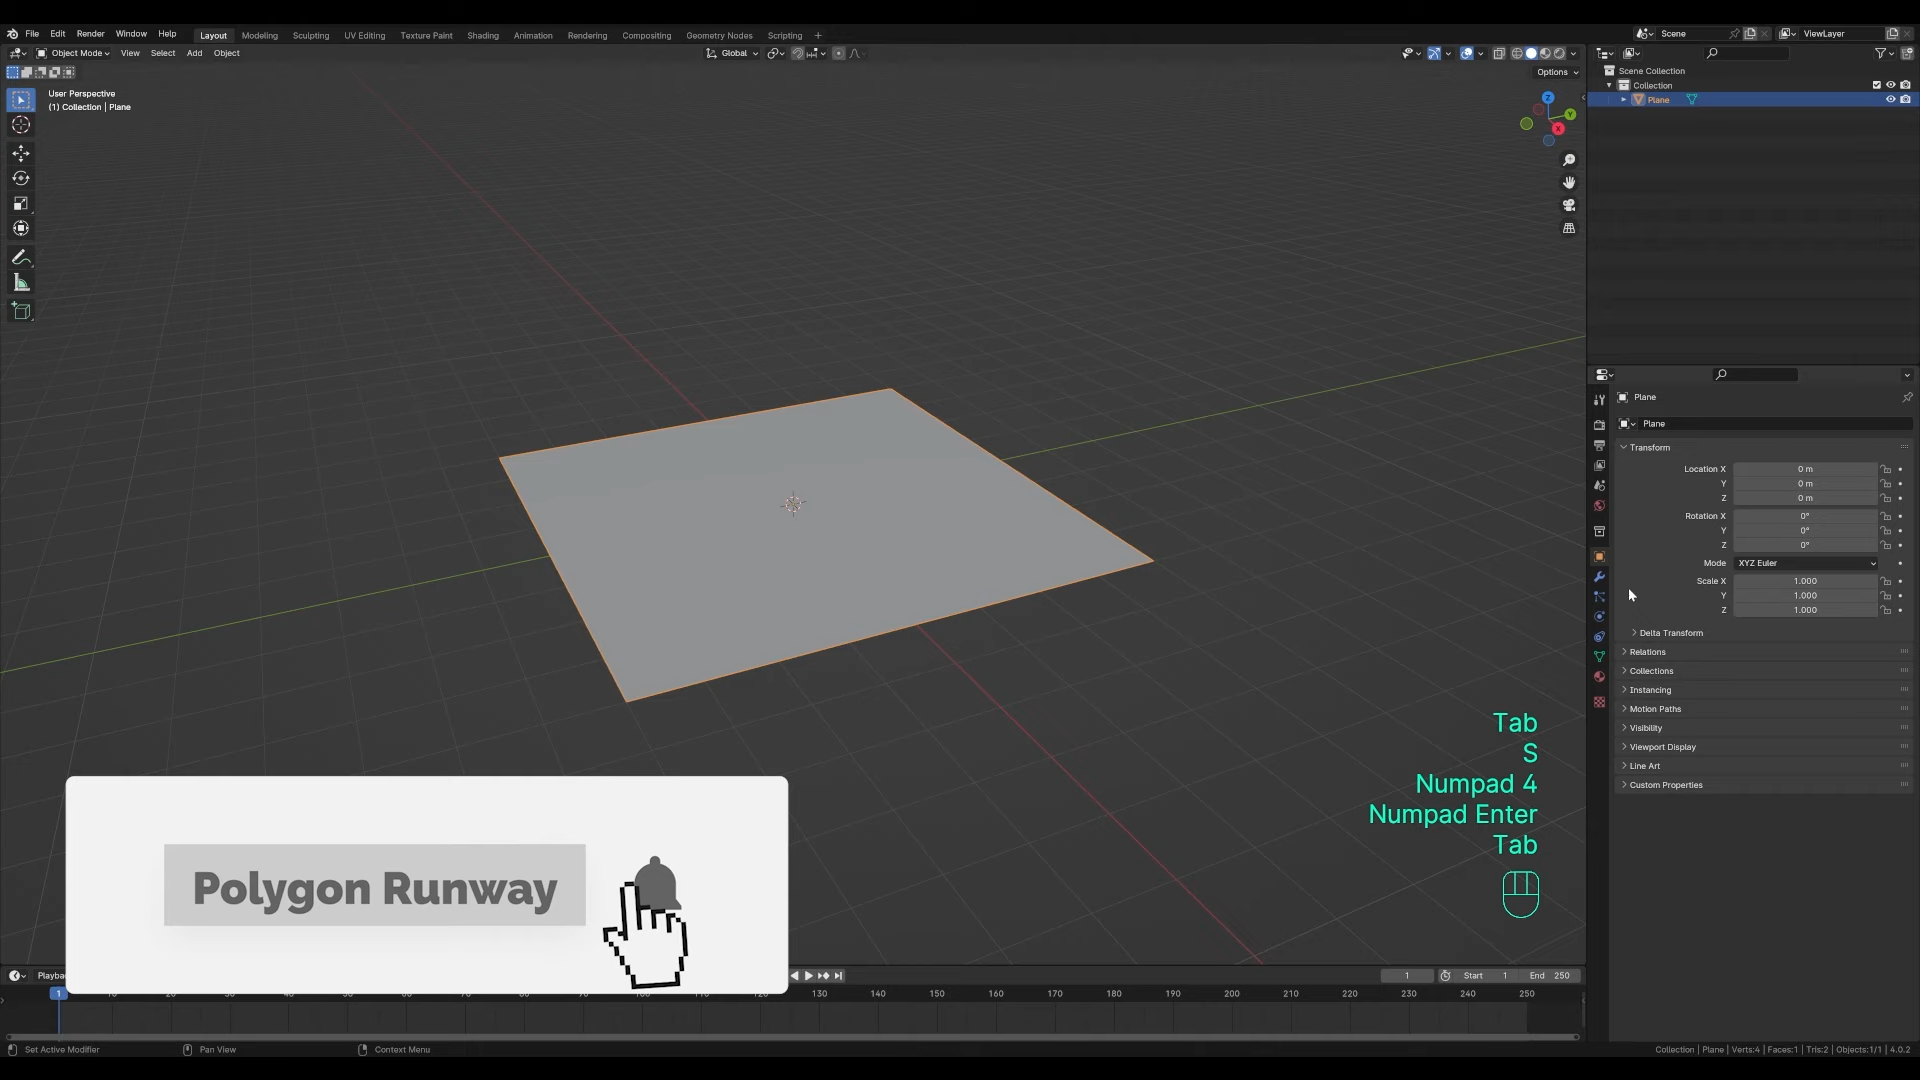 File Edit Render Window Help Layout Modeling Sculpting UV Editing Texture Paint Shading Animation Rendering Compositing Geometry Nodes Scripting + Scene ViewLayer
Object Mode View Select Add Object Global
Options
User Perspective
(1) Collection | Plane
Z
Y
X
Scene Collection
Collection
Plane
Plane
Plane
Transform
Location X 0 m
Y 0 m
Z 0 m
Rotation X 0°
Y 0°
Z 0°
Mode XYZ Euler
Scale X 1.000
Y 1.000
Z 1.000
Delta Transform
Relations
Collections
Instancing
Motion Paths
Visibility
Viewport Display
Line Art
Custom Properties
Tab
S
Numpad 4
Numpad Enter
Tab
Polygon Runway
1 Start 1 End 250
1 130 140 150 160 170 180 190 200 210 220 230 240 250
Set Active Modifier Pan View Context Menu Collection | Plane | Verts:4 | Faces:1 | Tris:2 | Objects:1/1 | 4.0.2